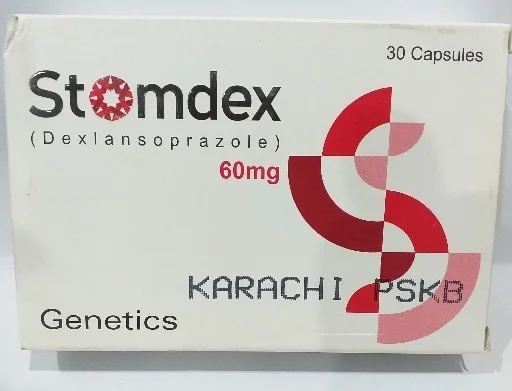 30 Capsules
Stomdex
(Dexlansoprazole)
60mg
KARACHI PSKB
Genetics